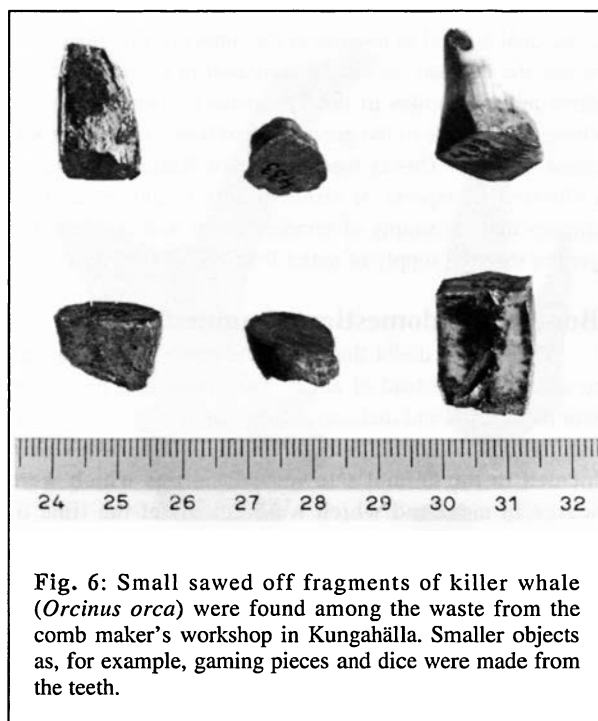 433
24 25 26 27 28 29 30 31 32
Fig. 6: Small sawed off fragments of killer whale
(Orcinus orca) were found among the waste from the
comb maker's workshop in Kungahälla. Smaller objects
as, for example, gaming pieces and dice were made from
the teeth.